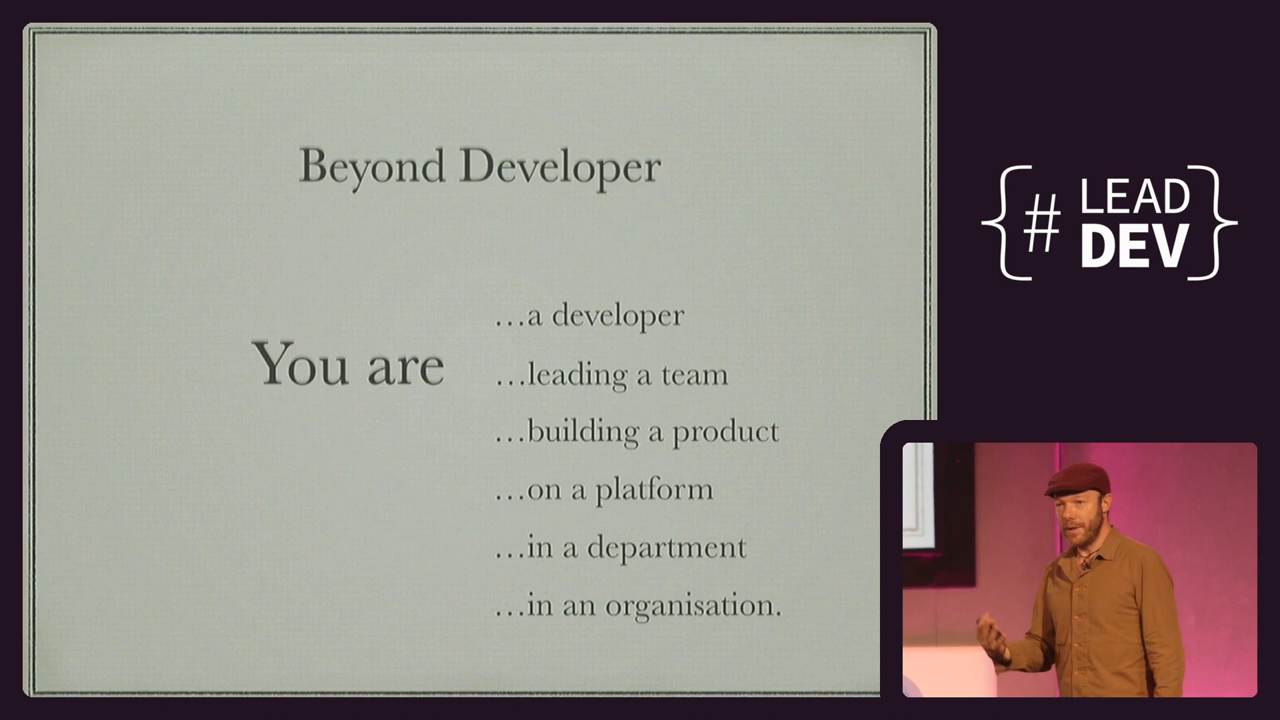 Beyond Developer
You are
…a developer
…leading a team
…building a product
…on a platform
…in a department
…in an organisation.
{# LEAD
DEV}